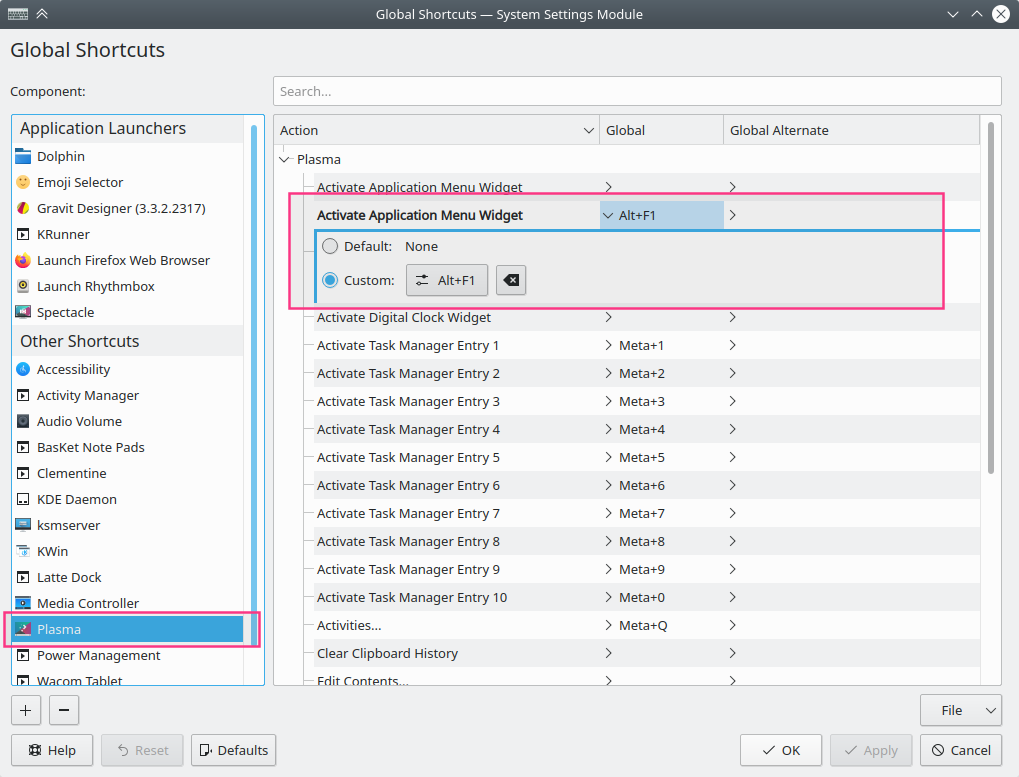 Global Shortcuts — System Settings Module
Global Shortcuts
Component:
Search...
Application Launchers
Dolphin
Emoji Selector
Gravit Designer (3.3.2.2317)
KRunner
Launch Firefox Web Browser
Launch Rhythmbox
Spectacle
Other Shortcuts
Accessibility
Activity Manager
Audio Volume
BasKet Note Pads
Clementine
KDE Daemon
ksmserver
KWin
Latte Dock
Media Controller
Plasma
Power Management
Wacom Tablet
Action Global Global Alternate
Plasma
Activate Application Menu Widget
Activate Application Menu Widget Alt+F1
Default: None
Custom: Alt+F1
Activate Digital Clock Widget
Activate Task Manager Entry 1 Meta+1
Activate Task Manager Entry 2 Meta+2
Activate Task Manager Entry 3 Meta+3
Activate Task Manager Entry 4 Meta+4
Activate Task Manager Entry 5 Meta+5
Activate Task Manager Entry 6 Meta+6
Activate Task Manager Entry 7 Meta+7
Activate Task Manager Entry 8 Meta+8
Activate Task Manager Entry 9 Meta+9
Activate Task Manager Entry 10 Meta+0
Activities... Meta+Q
Clear Clipboard History
Edit Contents...
File
Help Reset Defaults OK Apply Cancel